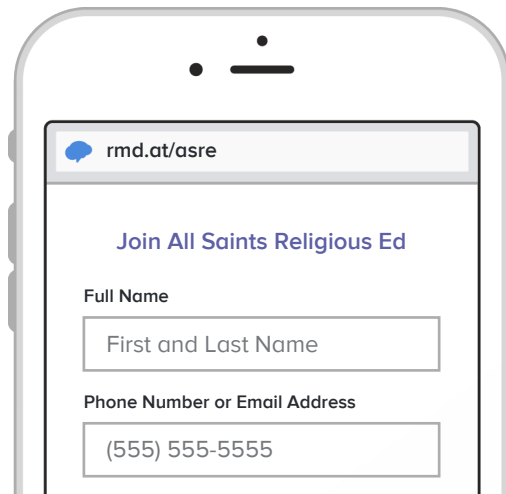 rmd.at/asre
Join All Saints Religious Ed
Full Name
First and Last Name
Phone Number or Email Address
(555) 555-5555